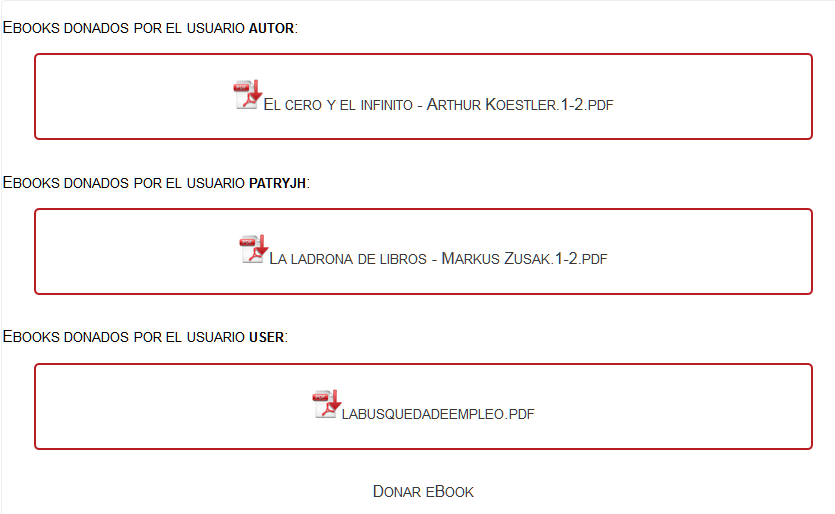 Ebooks donados por el usuario autor:
El cero y el infinito - Arthur Koestler.1-2.pdf
Ebooks donados por el usuario patryjh:
La ladrona de libros - Markus Zusak.1-2.pdf
Ebooks donados por el usuario user:
labusquedadeempleo.pdf
Donar eBook